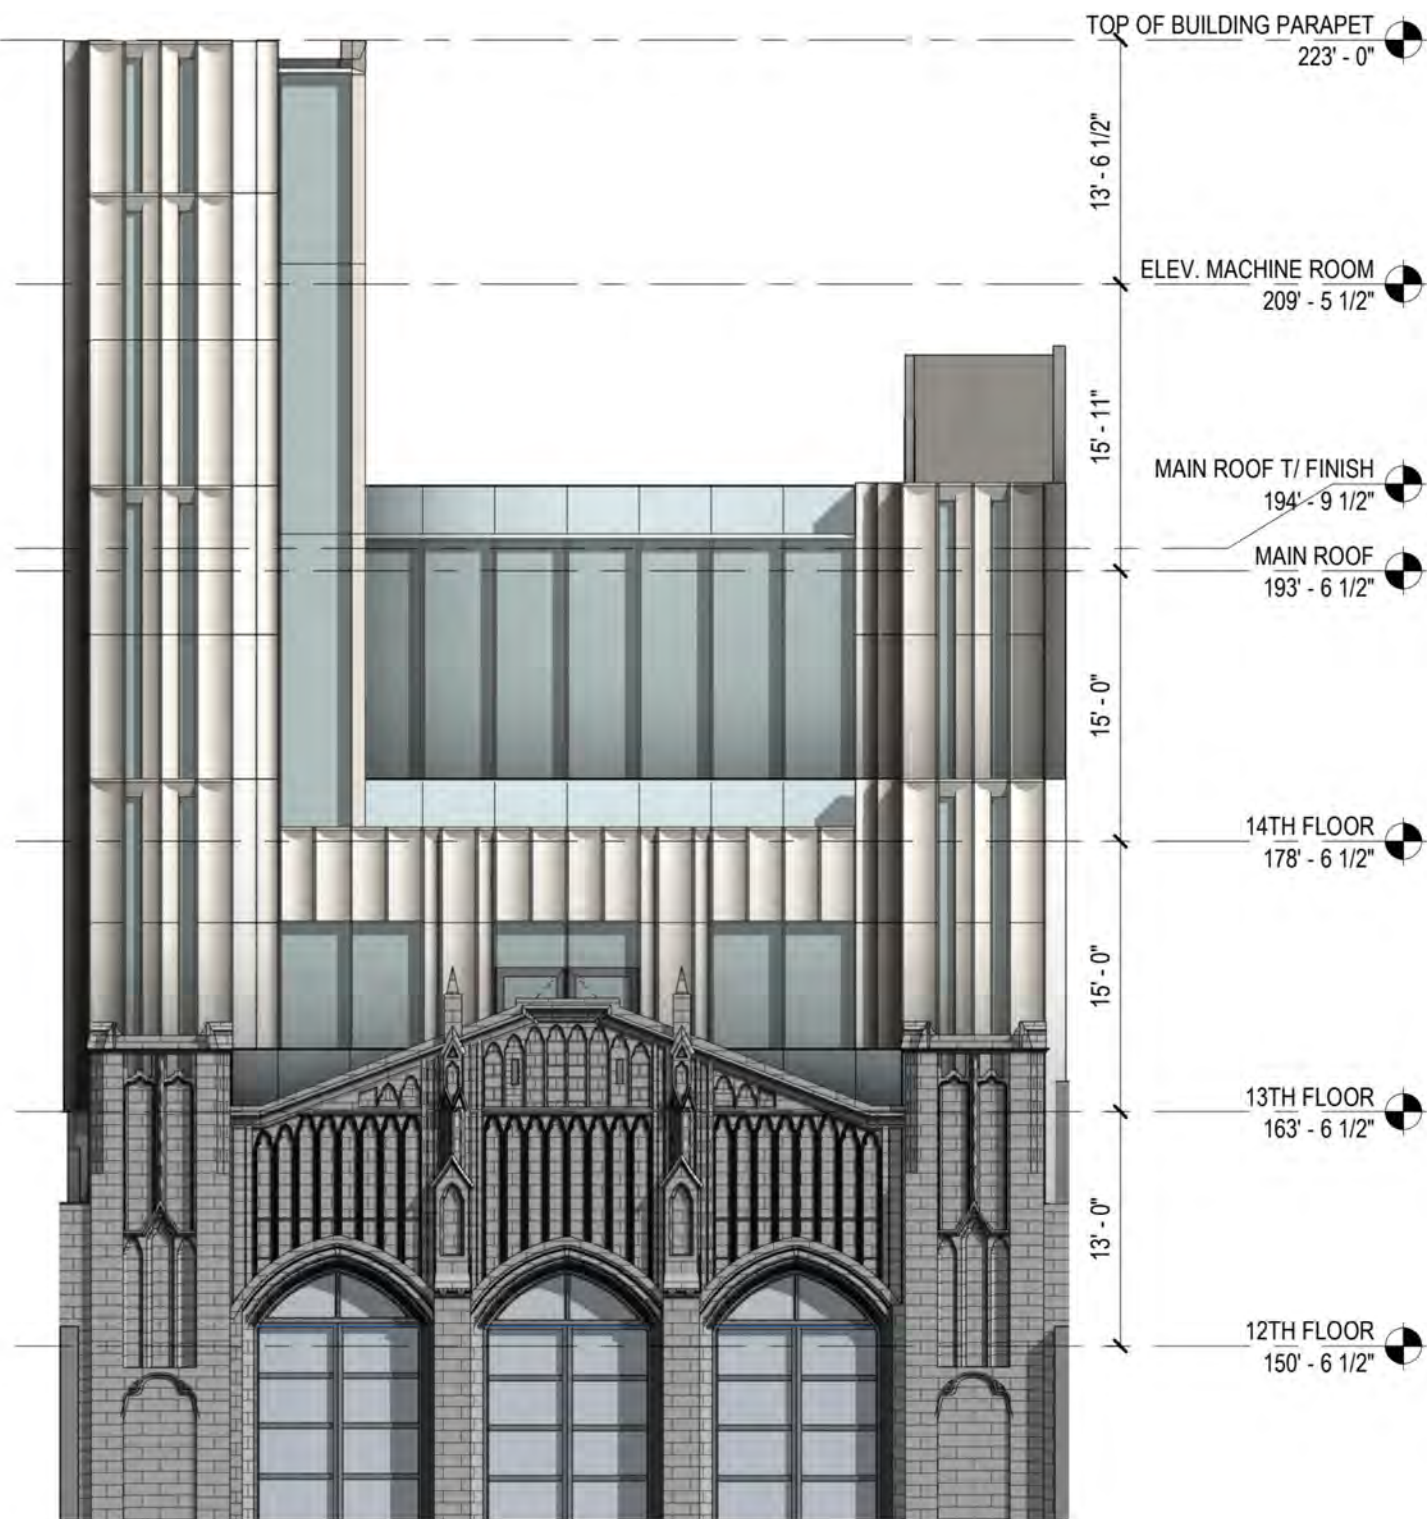 TOP OF BUILDING PARAPET
223' - 0"
13' - 6 1/2"
ELEV. MACHINE ROOM
209' - 5 1/2"
15' - 11"
MAIN ROOF T/ FINISH
194' - 9 1/2"
MAIN ROOF
193' - 6 1/2"
15' - 0"
14TH FLOOR
178' - 6 1/2"
15' - 0"
13TH FLOOR
163' - 6 1/2"
13' - 0"
12TH FLOOR
150' - 6 1/2"